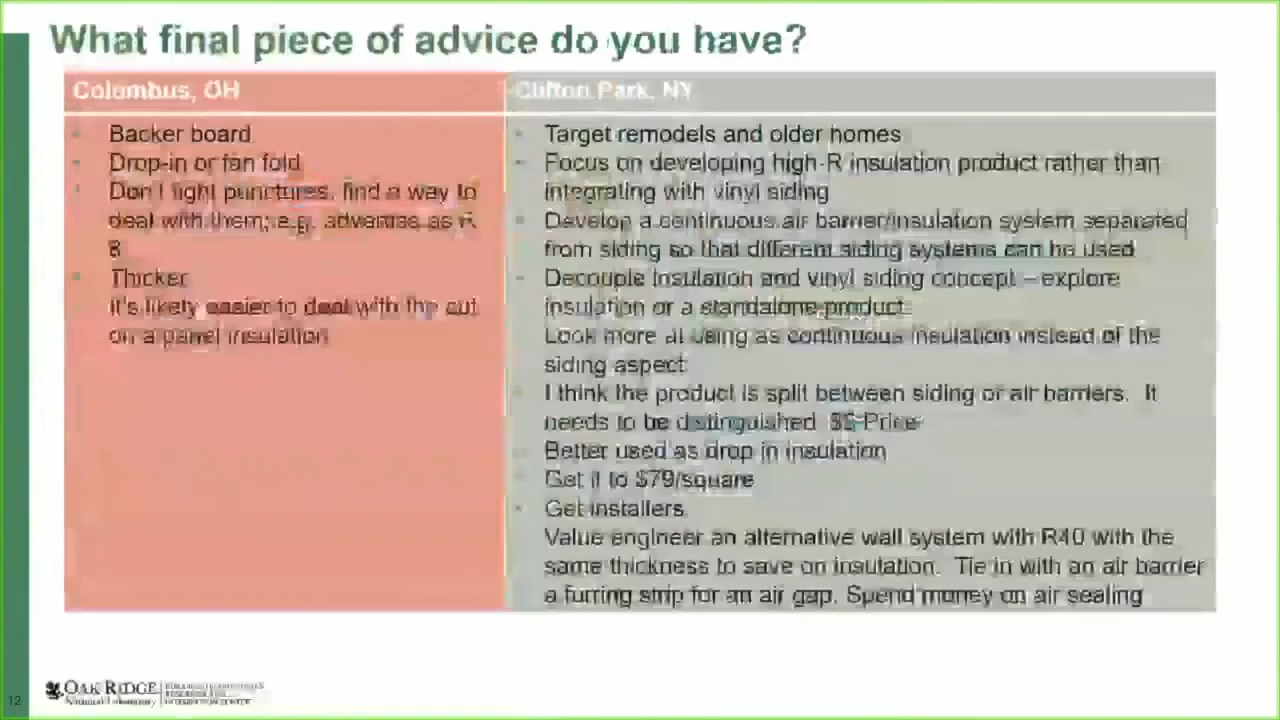 What final piece of advice do you have?
Columbus, OH
Backer board
Drop-in or fan fold
Don't fight punctures, find a way to
deal with them; e.g. advertise as R-
8
Thicker
It's likely easier to deal with the cut
on a panel insulation
Clifton Park, NY
Target remodels and older homes
Focus on developing high-R insulation product rather than
integrating with vinyl siding
Develop a continuous air barrier/insulation system separated
from siding so that different siding systems can be used
Decouple insulation and vinyl siding concept – explore
insulation or a standalone product
Look more at using as continuous insulation instead of the
siding aspect
I think the product is split between siding or air barriers. It
needs to be distinguished $$ Price
Better used as drop in insulation
Get it to $79/square
Get installers
Value engineer an alternative wall system with R40 with the
same thickness to save on insulation. Tie in with an air barrier
a furring strip for an air gap. Spend money on air sealing
12
OAK RIDGE
National Laboratory